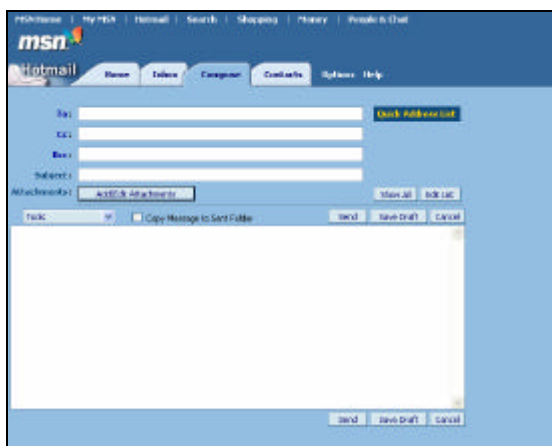 MSN Home | My MSN | Hotmail | Search | Shopping | Money | People & Chat
msn
Hotmail Home Inbox Compose Contacts Options Help
To: Quick Address List
Cc:
Bcc:
Subject:
Attachments: Add/Edit Attachments Show All Edit List
Tools Copy Message to Sent Folder Send Save Draft Cancel
Send Save Draft Cancel